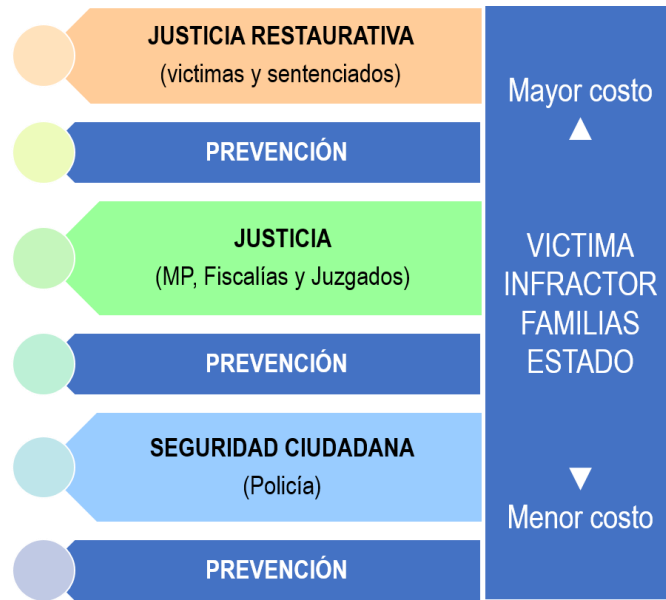 JUSTICIA RESTAURATIVA
(victimas y sentenciados)
PREVENCIÓN
JUSTICIA
(MP, Fiscalías y Juzgados)
PREVENCIÓN
SEGURIDAD CIUDADANA
(Policía)
PREVENCIÓN
Mayor costo
VICTIMA
INFRACTOR
FAMILIAS
ESTADO
Menor costo